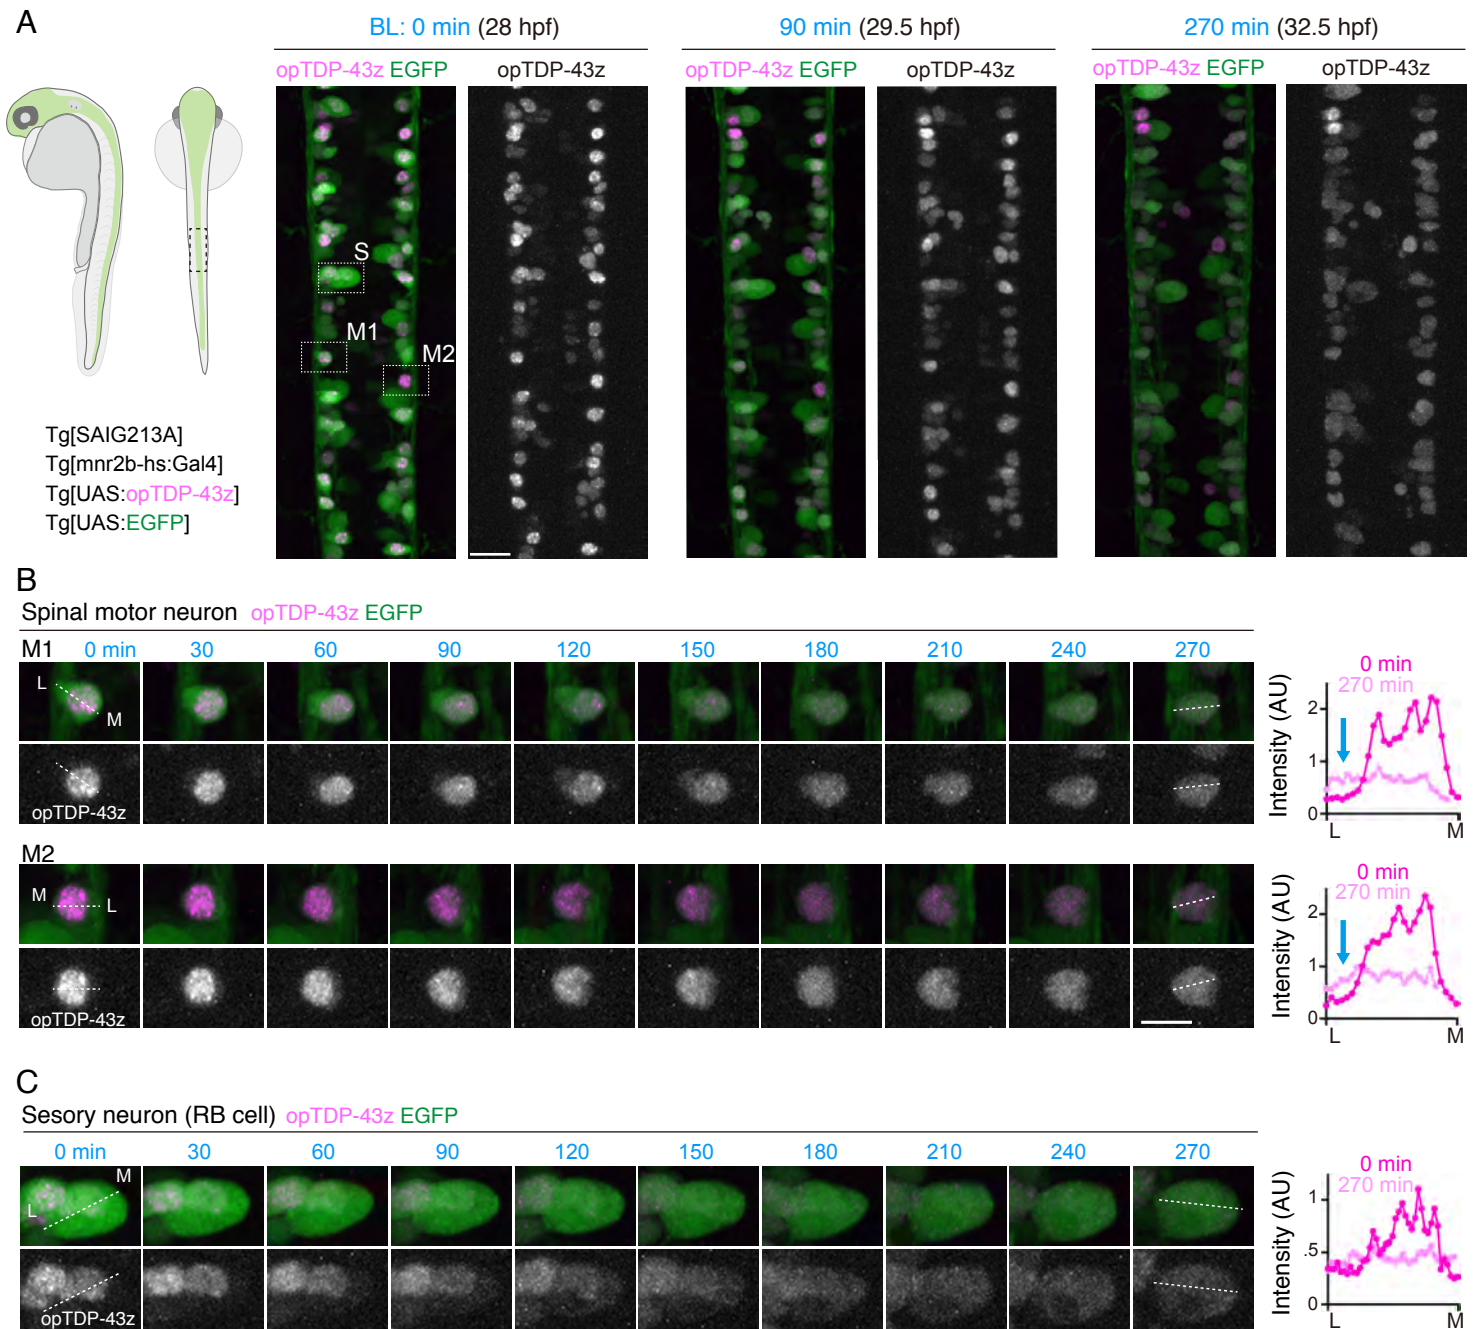 A
BL: 0 min (28 hpf)
90 min (29.5 hpf)
270 min (32.5 hpf)
opTDP-43z EGFP
opTDP-43z
opTDP-43z EGFP
opTDP-43z
opTDP-43z EGFP
opTDP-43z
S
M1
M2
Tg[SAIG213A]
Tg[mnr2b-hs:Gal4]
Tg[UAS:opTDP-43z]
Tg[UAS:EGFP]
B
Spinal motor neuron opTDP-43z EGFP
M1 0 min 30 60 90 120 150 180 210 240 270
L
M
opTDP-43z
0 min
270 min
Intensity (AU)
2
1
0
L M
M2
M L
opTDP-43z
0 min
270 min
Intensity (AU)
2
1
0
L M
C
Sesory neuron (RB cell) opTDP-43z EGFP
0 min 30 60 90 120 150 180 210 240 270
M
L
opTDP-43z
0 min
270 min
Intensity (AU)
1
.5
0
L M